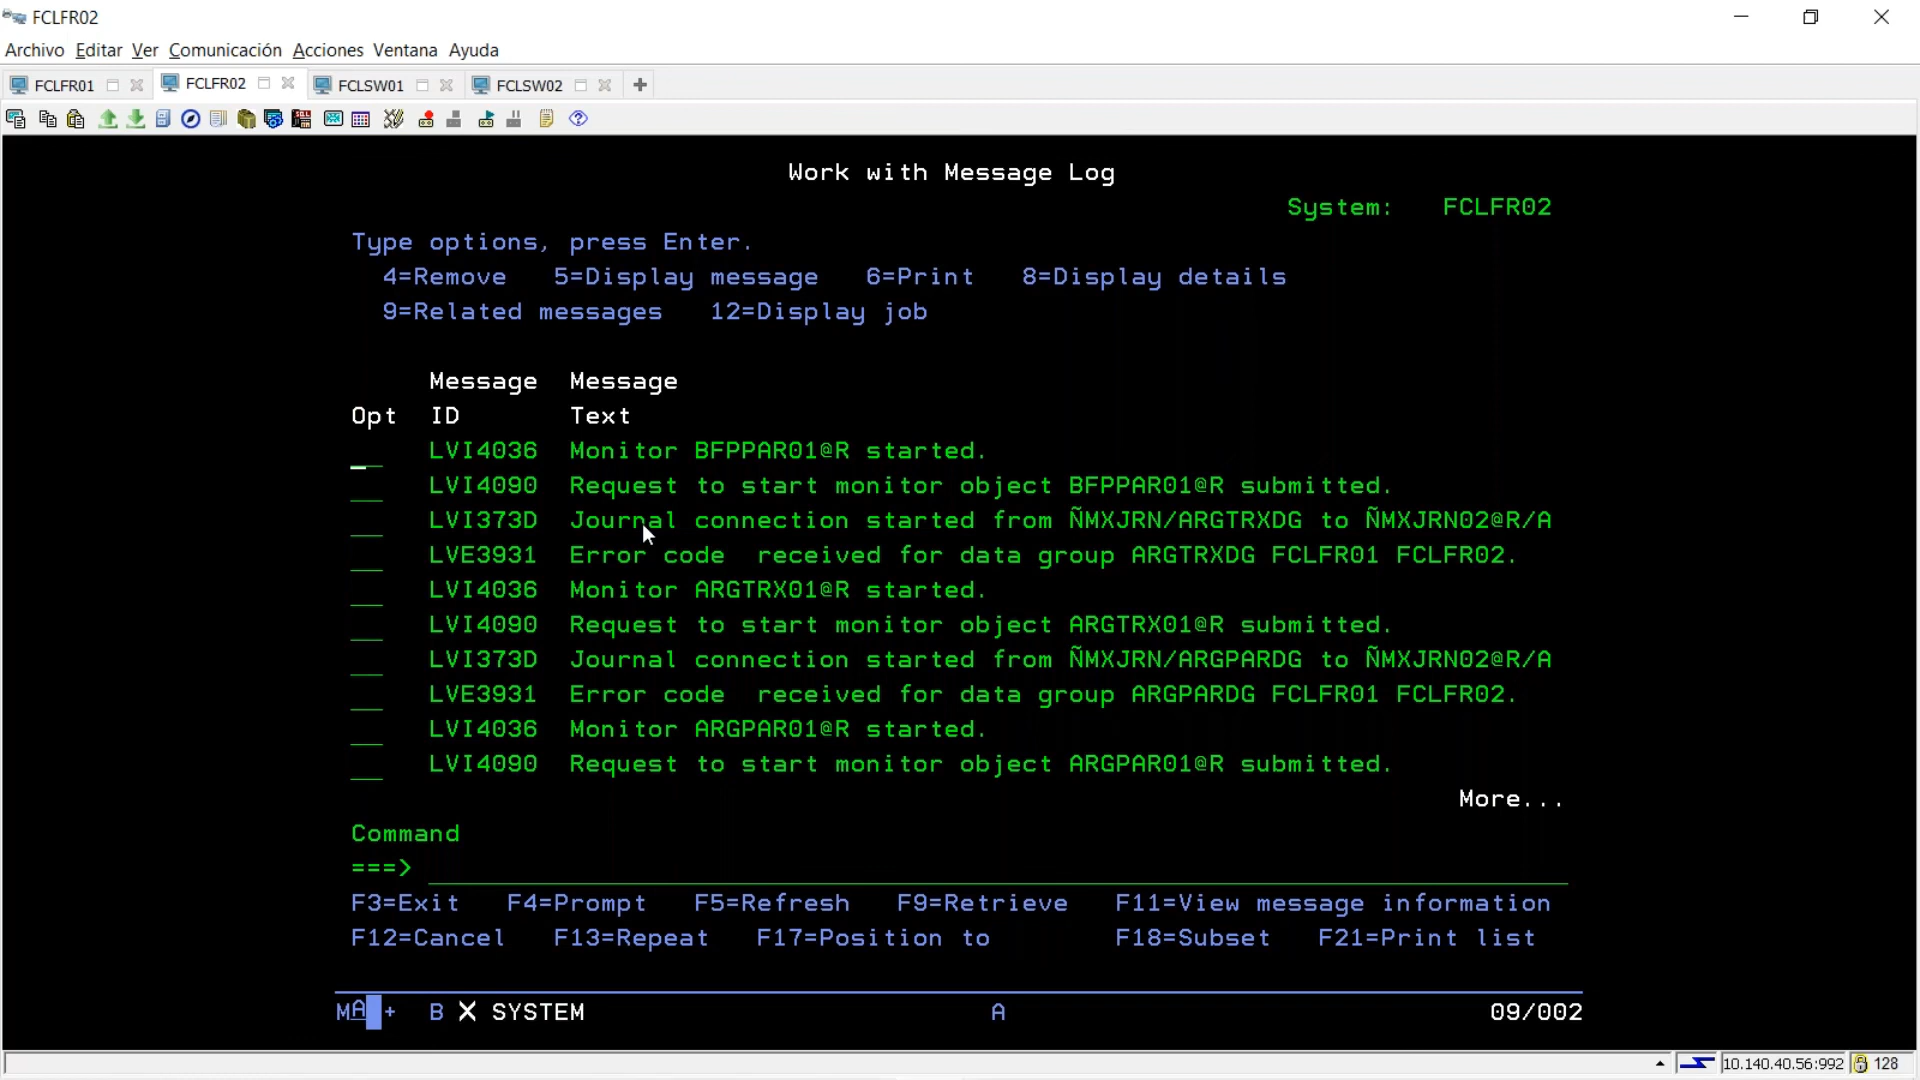 FCLFR02
Archivo Editar Ver Comunicación Acciones Ventana Ayuda
FCLFR01 FCLFR02 FCLSW01 FCLSW02
Work with Message Log
System: FCLFR02
Type options, press Enter.
4=Remove 5=Display message 6=Print 8=Display details
9=Related messages 12=Display job
Message Message
Opt ID Text
LVI4036 Monitor BFPPAR01@R started.
LVI4090 Request to start monitor object BFPPAR01@R submitted.
LVI373D Journal connection started from ÑMXJRN/ARGTRXDG to ÑMXJRN02@R/A
LVE3931 Error code received for data group ARGTRXDG FCLFR01 FCLFR02.
LVI4036 Monitor ARGTRX01@R started.
LVI4090 Request to start monitor object ARGTRX01@R submitted.
LVI373D Journal connection started from ÑMXJRN/ARGPARDG to ÑMXJRN02@R/A
LVE3931 Error code received for data group ARGPARDG FCLFR01 FCLFR02.
LVI4036 Monitor ARGPAR01@R started.
LVI4090 Request to start monitor object ARGPAR01@R submitted.
More...
Command
===>
F3=Exit F4=Prompt F5=Refresh F9=Retrieve F11=View message information
F12=Cancel F13=Repeat F17=Position to F18=Subset F21=Print list
MA + B X SYSTEM A 09/002
10.140.40.56:992 128